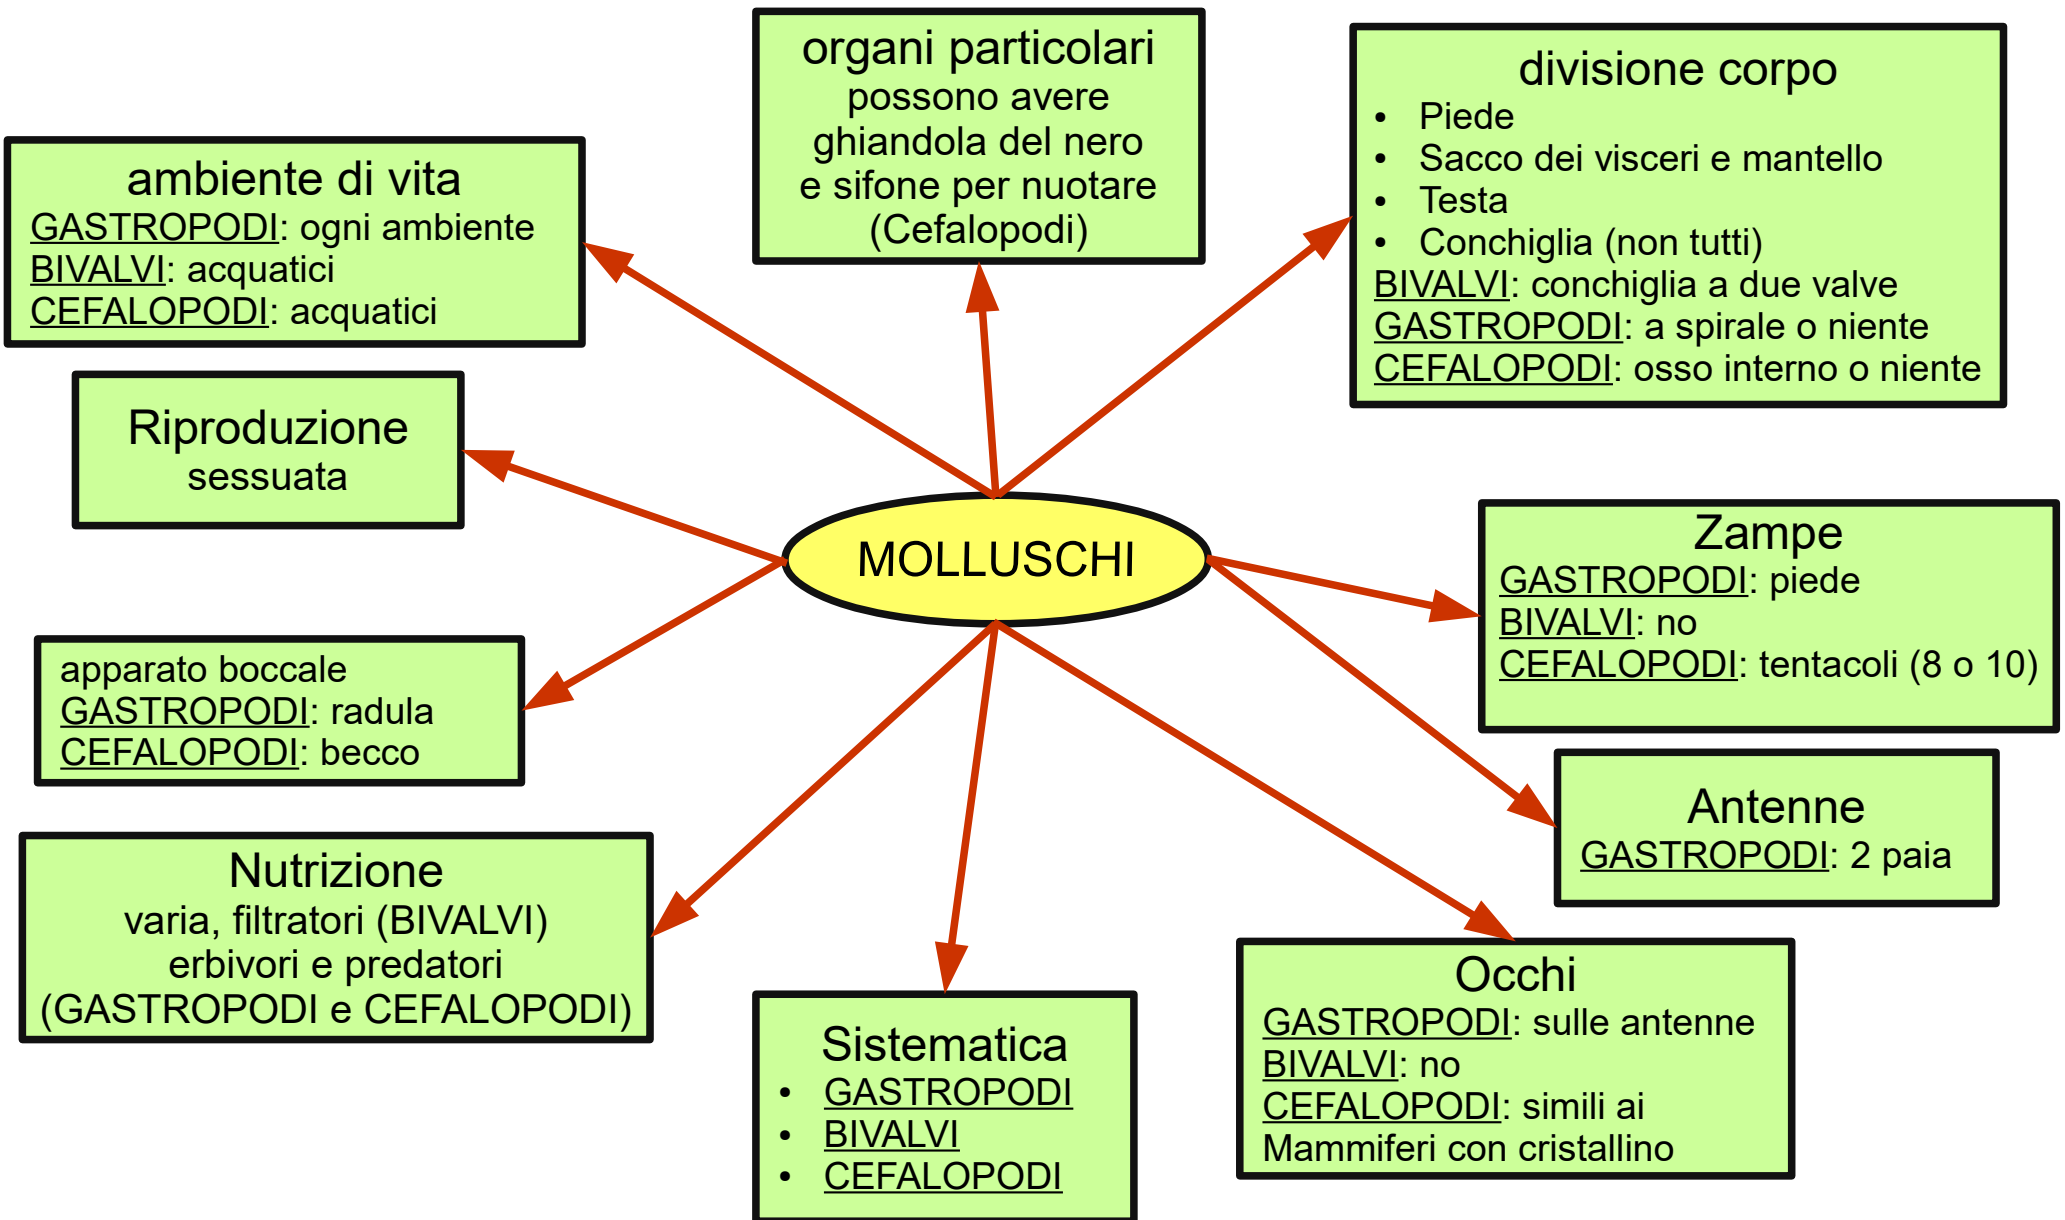 organi particolari
possono avere
ghiandola del nero
e sifone per nuotare
(Cefalopodi)
divisione corpo
• Piede
• Sacco dei visceri e mantello
• Testa
• Conchiglia (non tutti)
BIVALVI: conchiglia a due valve
GASTROPODI: a spirale o niente
CEFALOPODI: osso interno o niente
ambiente di vita
GASTROPODI: ogni ambiente
BIVALVI: acquatici
CEFALOPODI: acquatici
Riproduzione
sessuata
MOLLUSCHI
Zampe
GASTROPODI: piede
BIVALVI: no
CEFALOPODI: tentacoli (8 o 10)
apparato boccale
GASTROPODI: radula
CEFALOPODI: becco
Antenne
GASTROPODI: 2 paia
Nutrizione
varia, filtratori (BIVALVI)
erbivori e predatori
(GASTROPODI e CEFALOPODI)
Sistematica
• GASTROPODI
• BIVALVI
• CEFALOPODI
Occhi
GASTROPODI: sulle antenne
BIVALVI: no
CEFALOPODI: simili ai
Mammiferi con cristallino